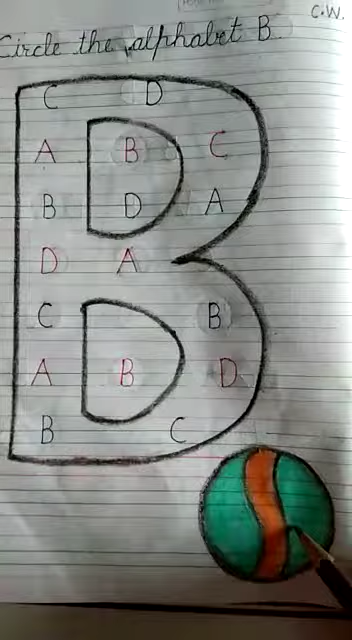 C.W.
Circle the alphabet B
C D
A B C
B D A
D A
C B
A B D
B C